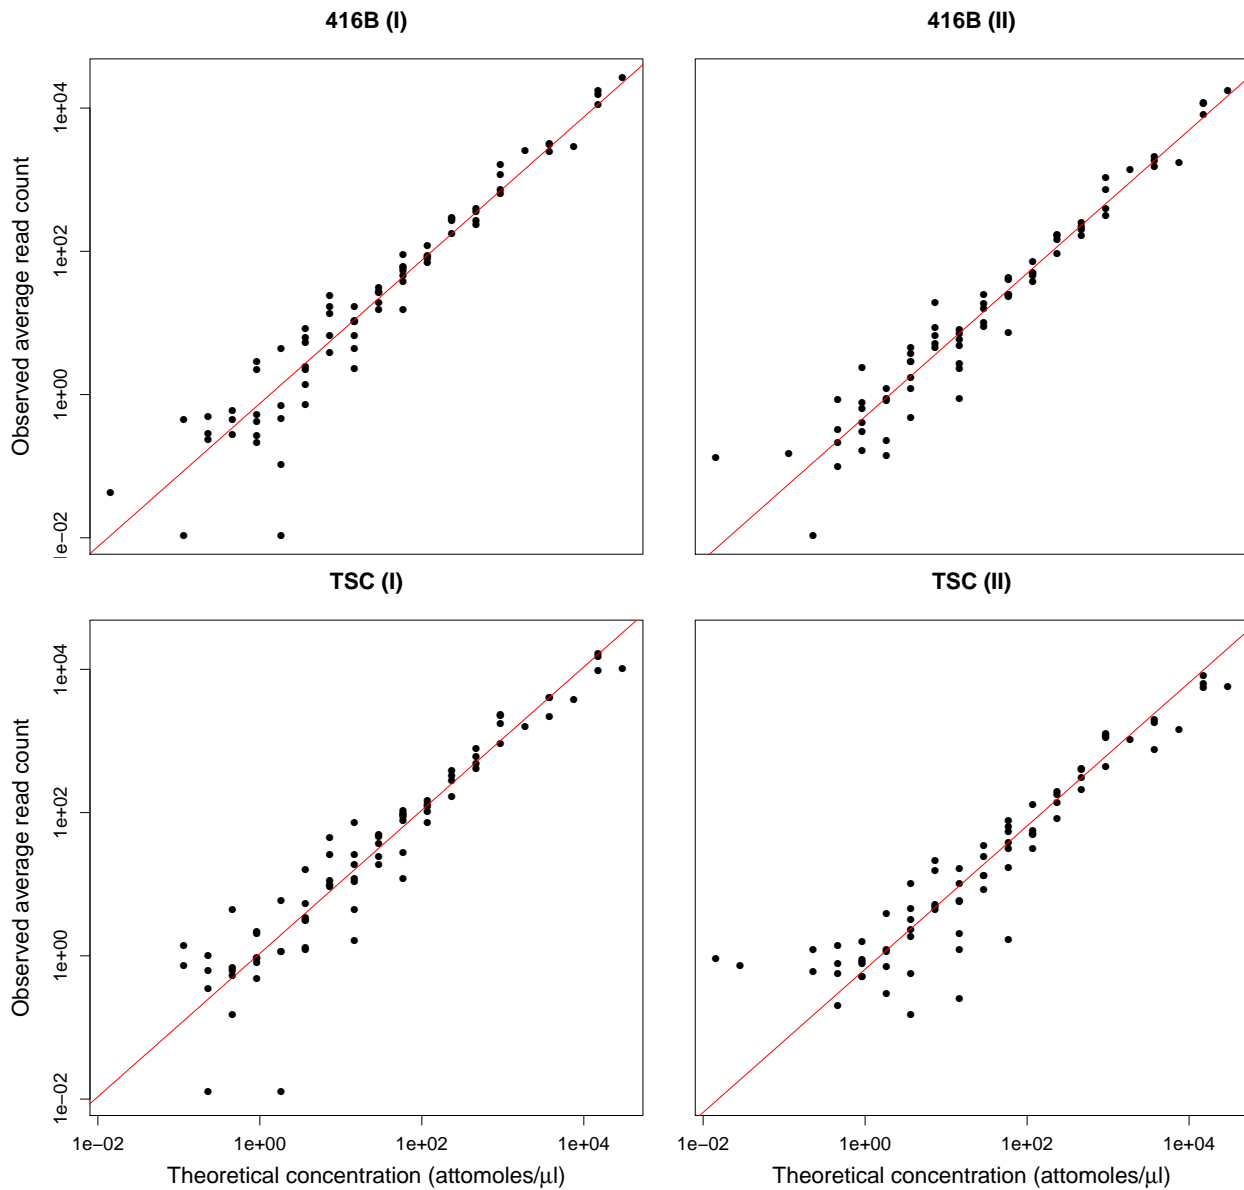 416B (I)
416B (II)
Observed average read count
1e+04
1e+02
1e+00
1e−02
TSC (I)
TSC (II)
Observed average read count
1e+04
1e+02
1e+00
1e−02
1e−02 1e+00 1e+02 1e+04
1e−02 1e+00 1e+02 1e+04
Theoretical concentration (attomoles/μl)
Theoretical concentration (attomoles/μl)